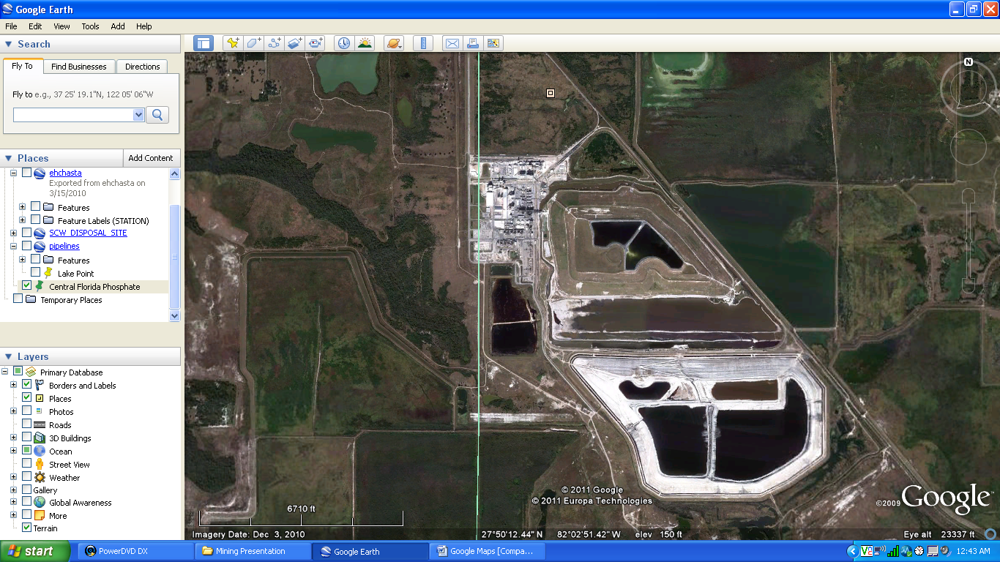 Google Earth
File Edit View Tools Add Help
Search
Fly To Find Businesses Directions
Fly to e.g., 37 25' 19.1"N, 122 05' 06"W
Places
Add Content
ehchasta
Exported from ehchasta on
3/15/2010
Features
Feature Labels (STATION)
SCW_DISPOSAL_SITE
pipelines
Features
Lake Point
Central Florida Phosphate
Temporary Places
Layers
Primary Database
Borders and Labels
Places
Photos
Roads
3D Buildings
Ocean
Street View
Weather
Gallery
Global Awareness
More
Terrain
N
6710 ft
© 2011 Google
© 2011 Europa Technologies
©2009 Google
Imagery Date: Dec 3, 2010
27°50'12.44" N 82°02'51.42" W elev 150 ft
Eye alt 23337 ft
start
PowerDVD DX
Mining Presentation
Google Earth
Google Maps [Compa...
12:43 AM